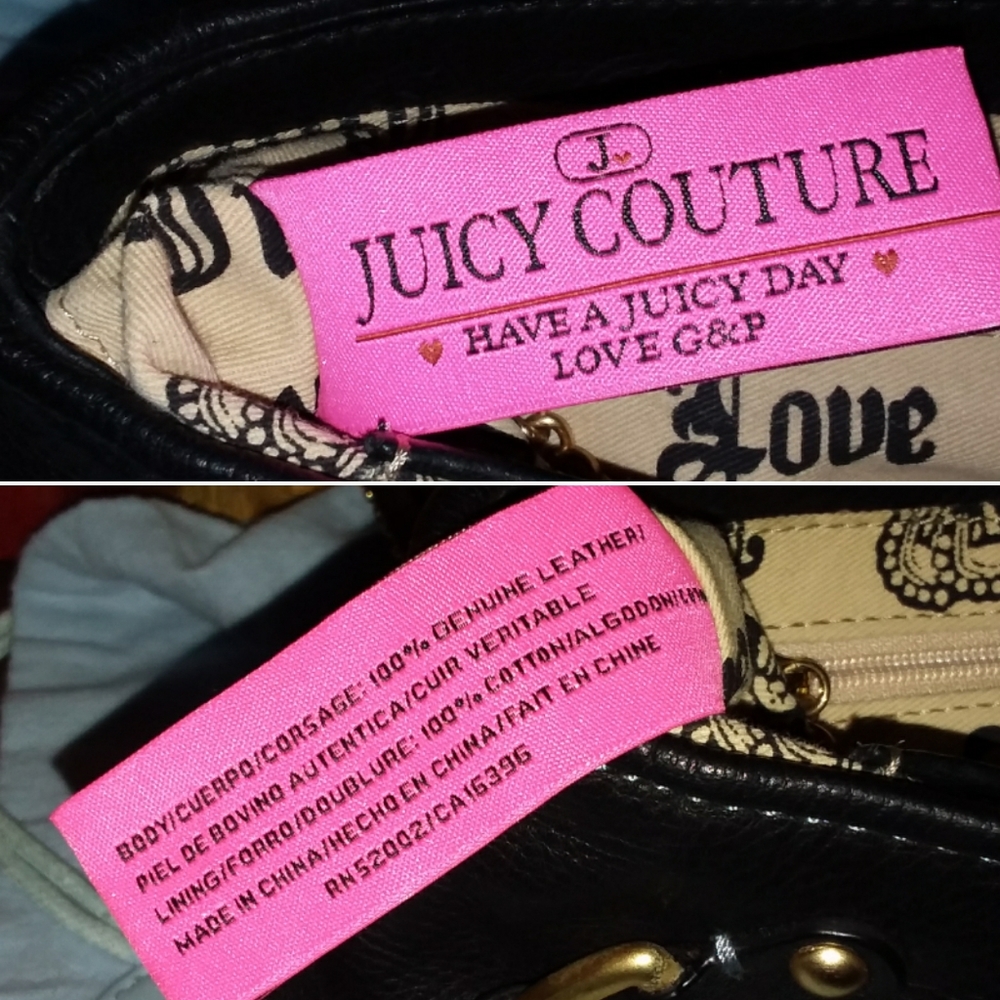 J
JUICY COUTURE
HAVE A JUICY DAY
LOVE G&P
Love
BODY/CUERPO/CORSAGE: 100% GENUINE LEATHER/
PIEL DE BOVINO AUTENTICA/CUIR VERITABLE
LINING/FORRO/DOUBLURE: 100% COTTON/ALGODON/
MADE IN CHINA/HECHO EN CHINA/FAIT EN CHINE
RN52002/CA16396